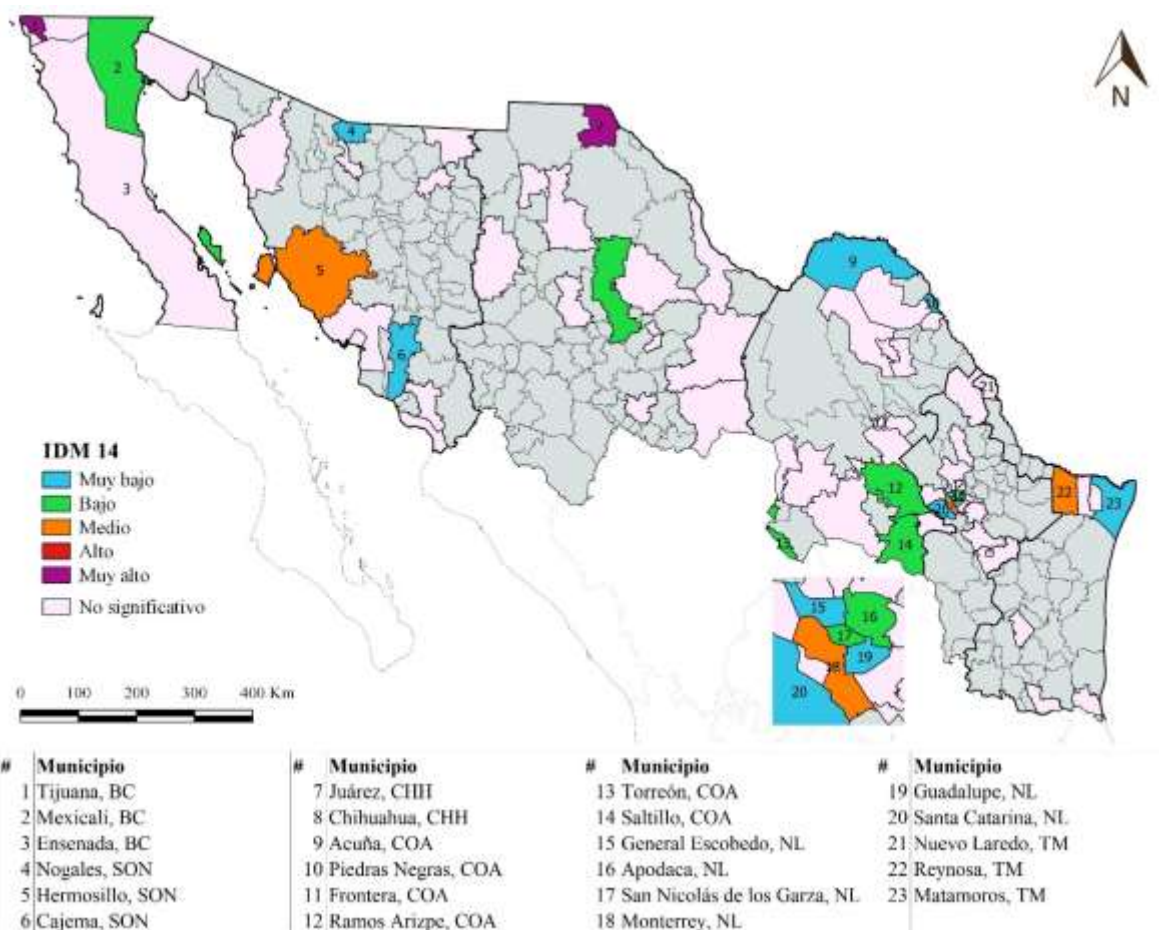 N
2
4
3
5
9
8
6
21
IDM 14
Muy bajo
Bajo
Medio
Alto
Muy alto
No significativo
12
22
23
14
15
16
17
19
18
20
0 100 200 300 400 Km
# Municipio
1 Tijuana, BC
2 Mexicali, BC
3 Ensenada, BC
4 Nogales, SON
5 Hermosillo, SON
6 Cajema, SON
# Municipio
7 Juárez, CHH
8 Chihuahua, CHH
9 Acuña, COA
10 Piedras Negras, COA
11 Frontera, COA
12 Ramos Arizpe, COA
# Municipio
13 Torreón, COA
14 Saltillo, COA
15 General Escobedo, NL
16 Apodaca, NL
17 San Nicolás de los Garza, NL
18 Monterrey, NL
# Municipio
19 Guadalupe, NL
20 Santa Catarina, NL
21 Nuevo Laredo, TM
22 Reynosa, TM
23 Matamoros, TM